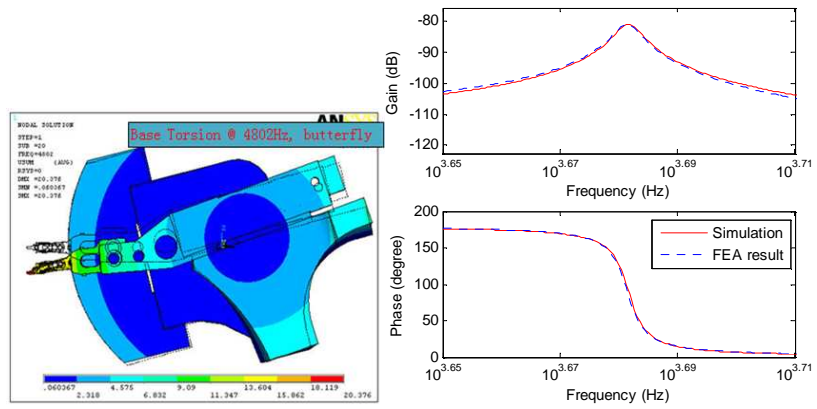 NODAL SOLUTION
STEP=1
SUB =20
FREQ=4802
USUM (AVG)
RSYS=0
DMX =20.376
SMN =.060367
SMX =20.376
Base Torsion @ 4802Hz, butterfly
.060367 4.575 9.09 13.604 18.119
2.318 6.832 11.347 15.862 20.376
-80
-90
-100
-110
-120
Gain (dB)
10^3.65 10^3.67 10^3.69 10^3.71
Frequency (Hz)
200
150
100
50
0
Phase (degree)
Simulation
FEA result
10^3.65 10^3.67 10^3.69 10^3.71
Frequency (Hz)